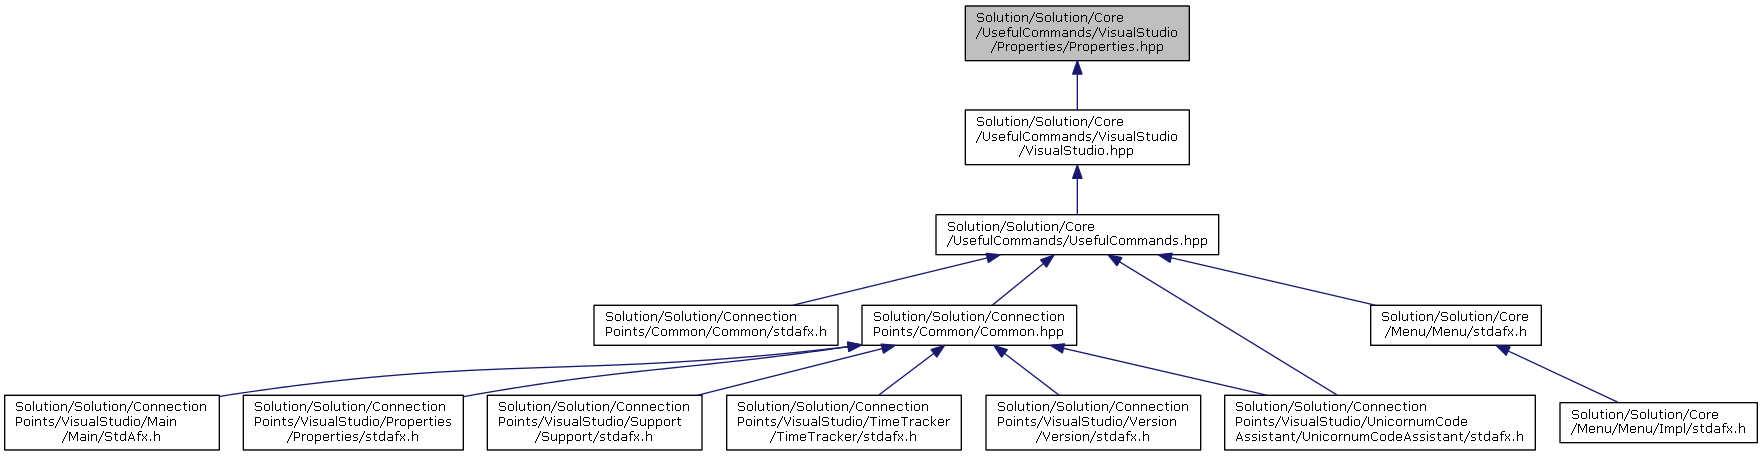 Solution/Solution/Core
/UsefulCommands/VisualStudio
/Properties/Properties.hpp
Solution/Solution/Core
/UsefulCommands/VisualStudio
/VisualStudio.hpp
Solution/Solution/Core
/UsefulCommands/UsefulCommands.hpp
Solution/Solution/Connection
Points/Common/Common/stdafx.h
Solution/Solution/Connection
Points/Common/Common.hpp
Solution/Solution/Core
/Menu/Menu/stdafx.h
Solution/Solution/Connection
Points/VisualStudio/Main
/Main/StdAfx.h
Solution/Solution/Connection
Points/VisualStudio/Properties
/Properties/stdafx.h
Solution/Solution/Connection
Points/VisualStudio/Support
/Support/stdafx.h
Solution/Solution/Connection
Points/VisualStudio/TimeTracker
/TimeTracker/stdafx.h
Solution/Solution/Connection
Points/VisualStudio/Version
/Version/stdafx.h
Solution/Solution/Connection
Points/VisualStudio/UnicornumCode
Assistant/UnicornumCodeAssistant/stdafx.h
Solution/Solution/Core
/Menu/Menu/Impl/stdafx.h